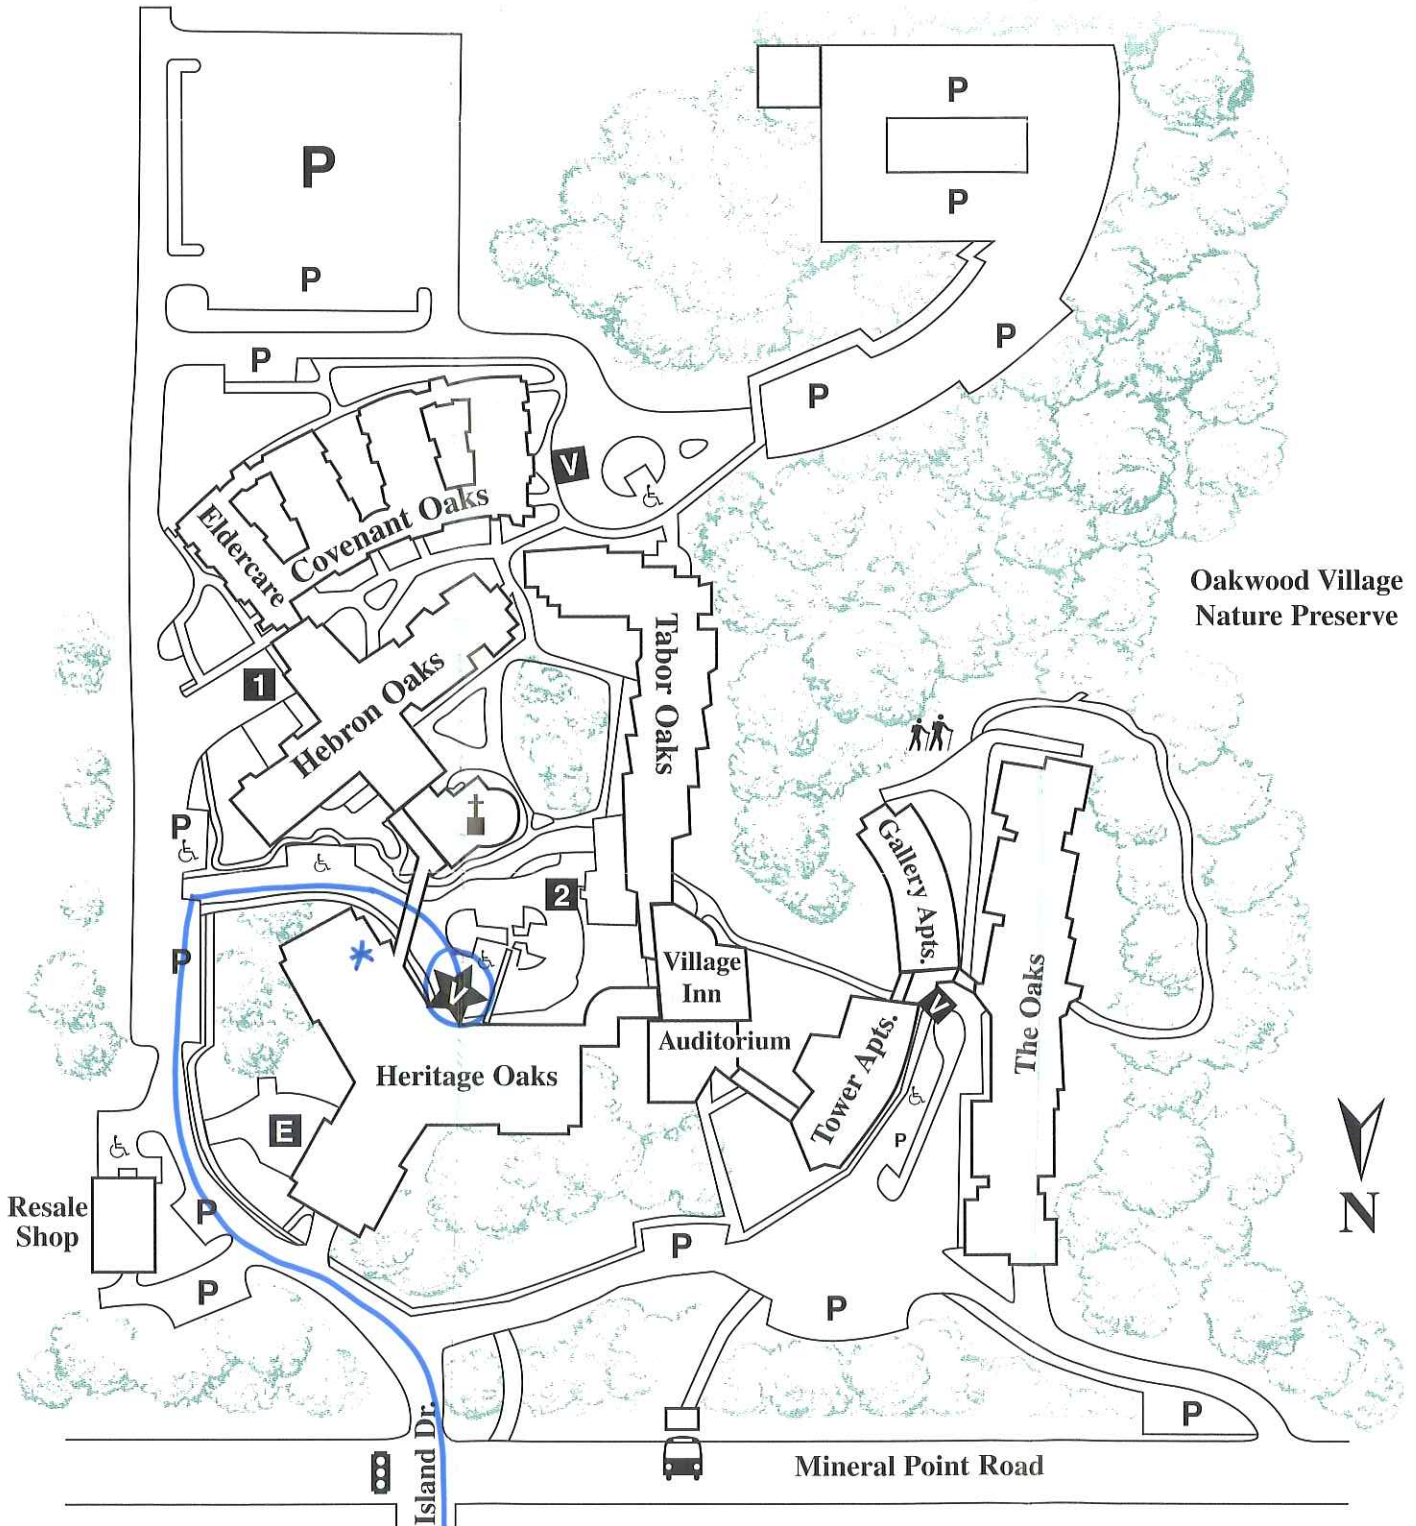 P
P
P
P
P
P
P
P
V
Eldercare
Covenant Oaks
Oakwood Village
Nature Preserve
Tabor Oaks
1
Hebron Oaks
P
Gallery Apts.
2
P
*
Village
Inn
V
V
The Oaks
Auditorium
Tower Apts.
Heritage Oaks
E
P
Resale
Shop
P
N
P
P
P
P
Island Dr.
Mineral Point Road